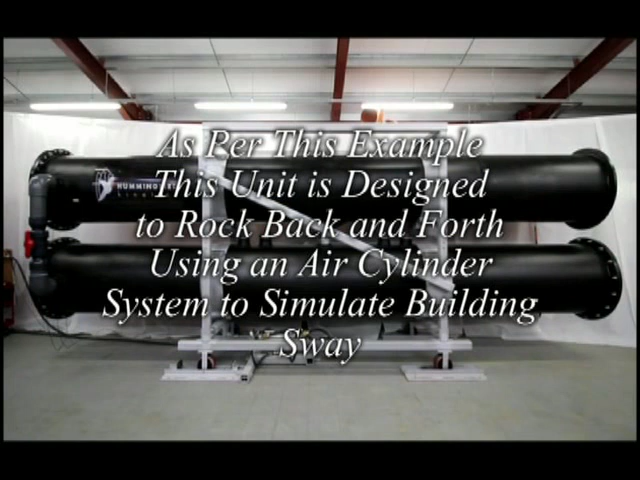 As Per This Example
This Unit is Designed
to Rock Back and Forth
Using an Air Cylinder
System to Simulate Building
Sway